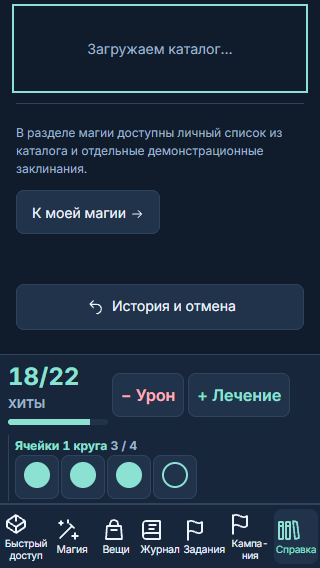 Загружаем каталог...
В разделе магии доступны личный список из
каталога и отдельные демонстрационные
заклинания.
К моей магии →
История и отмена
18/22
ХИТЫ
− Урон
+ Лечение
Ячейки 1 круга 3 / 4
Быстрый
доступ
Магия
Вещи
Журнал
Задания
Кампа-
ния
Справка